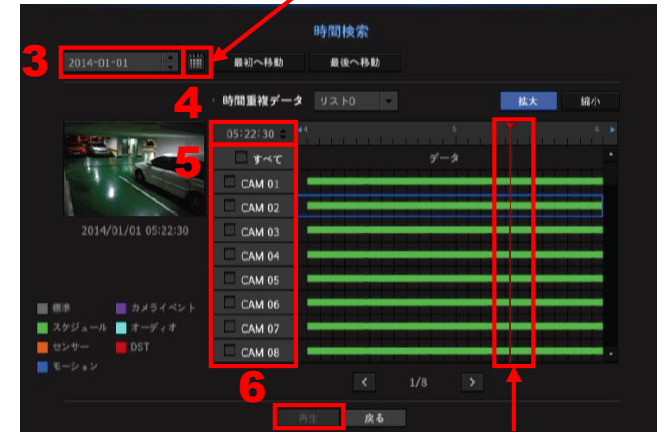 時間検索
3
2014-01-01
最初へ移動 最後へ移動
4
時間重複データ リスト0 拡大 縮小
05:22:30 4 5 6
5
すべて データ
CAM 01
CAM 02
2014/01/01 05:22:30
CAM 03
CAM 04
CAM 05
標準 カメライベント
CAM 06
スケジュール オーディオ
CAM 07
センサー DST
CAM 08
モーション
6
1/8
再生 戻る